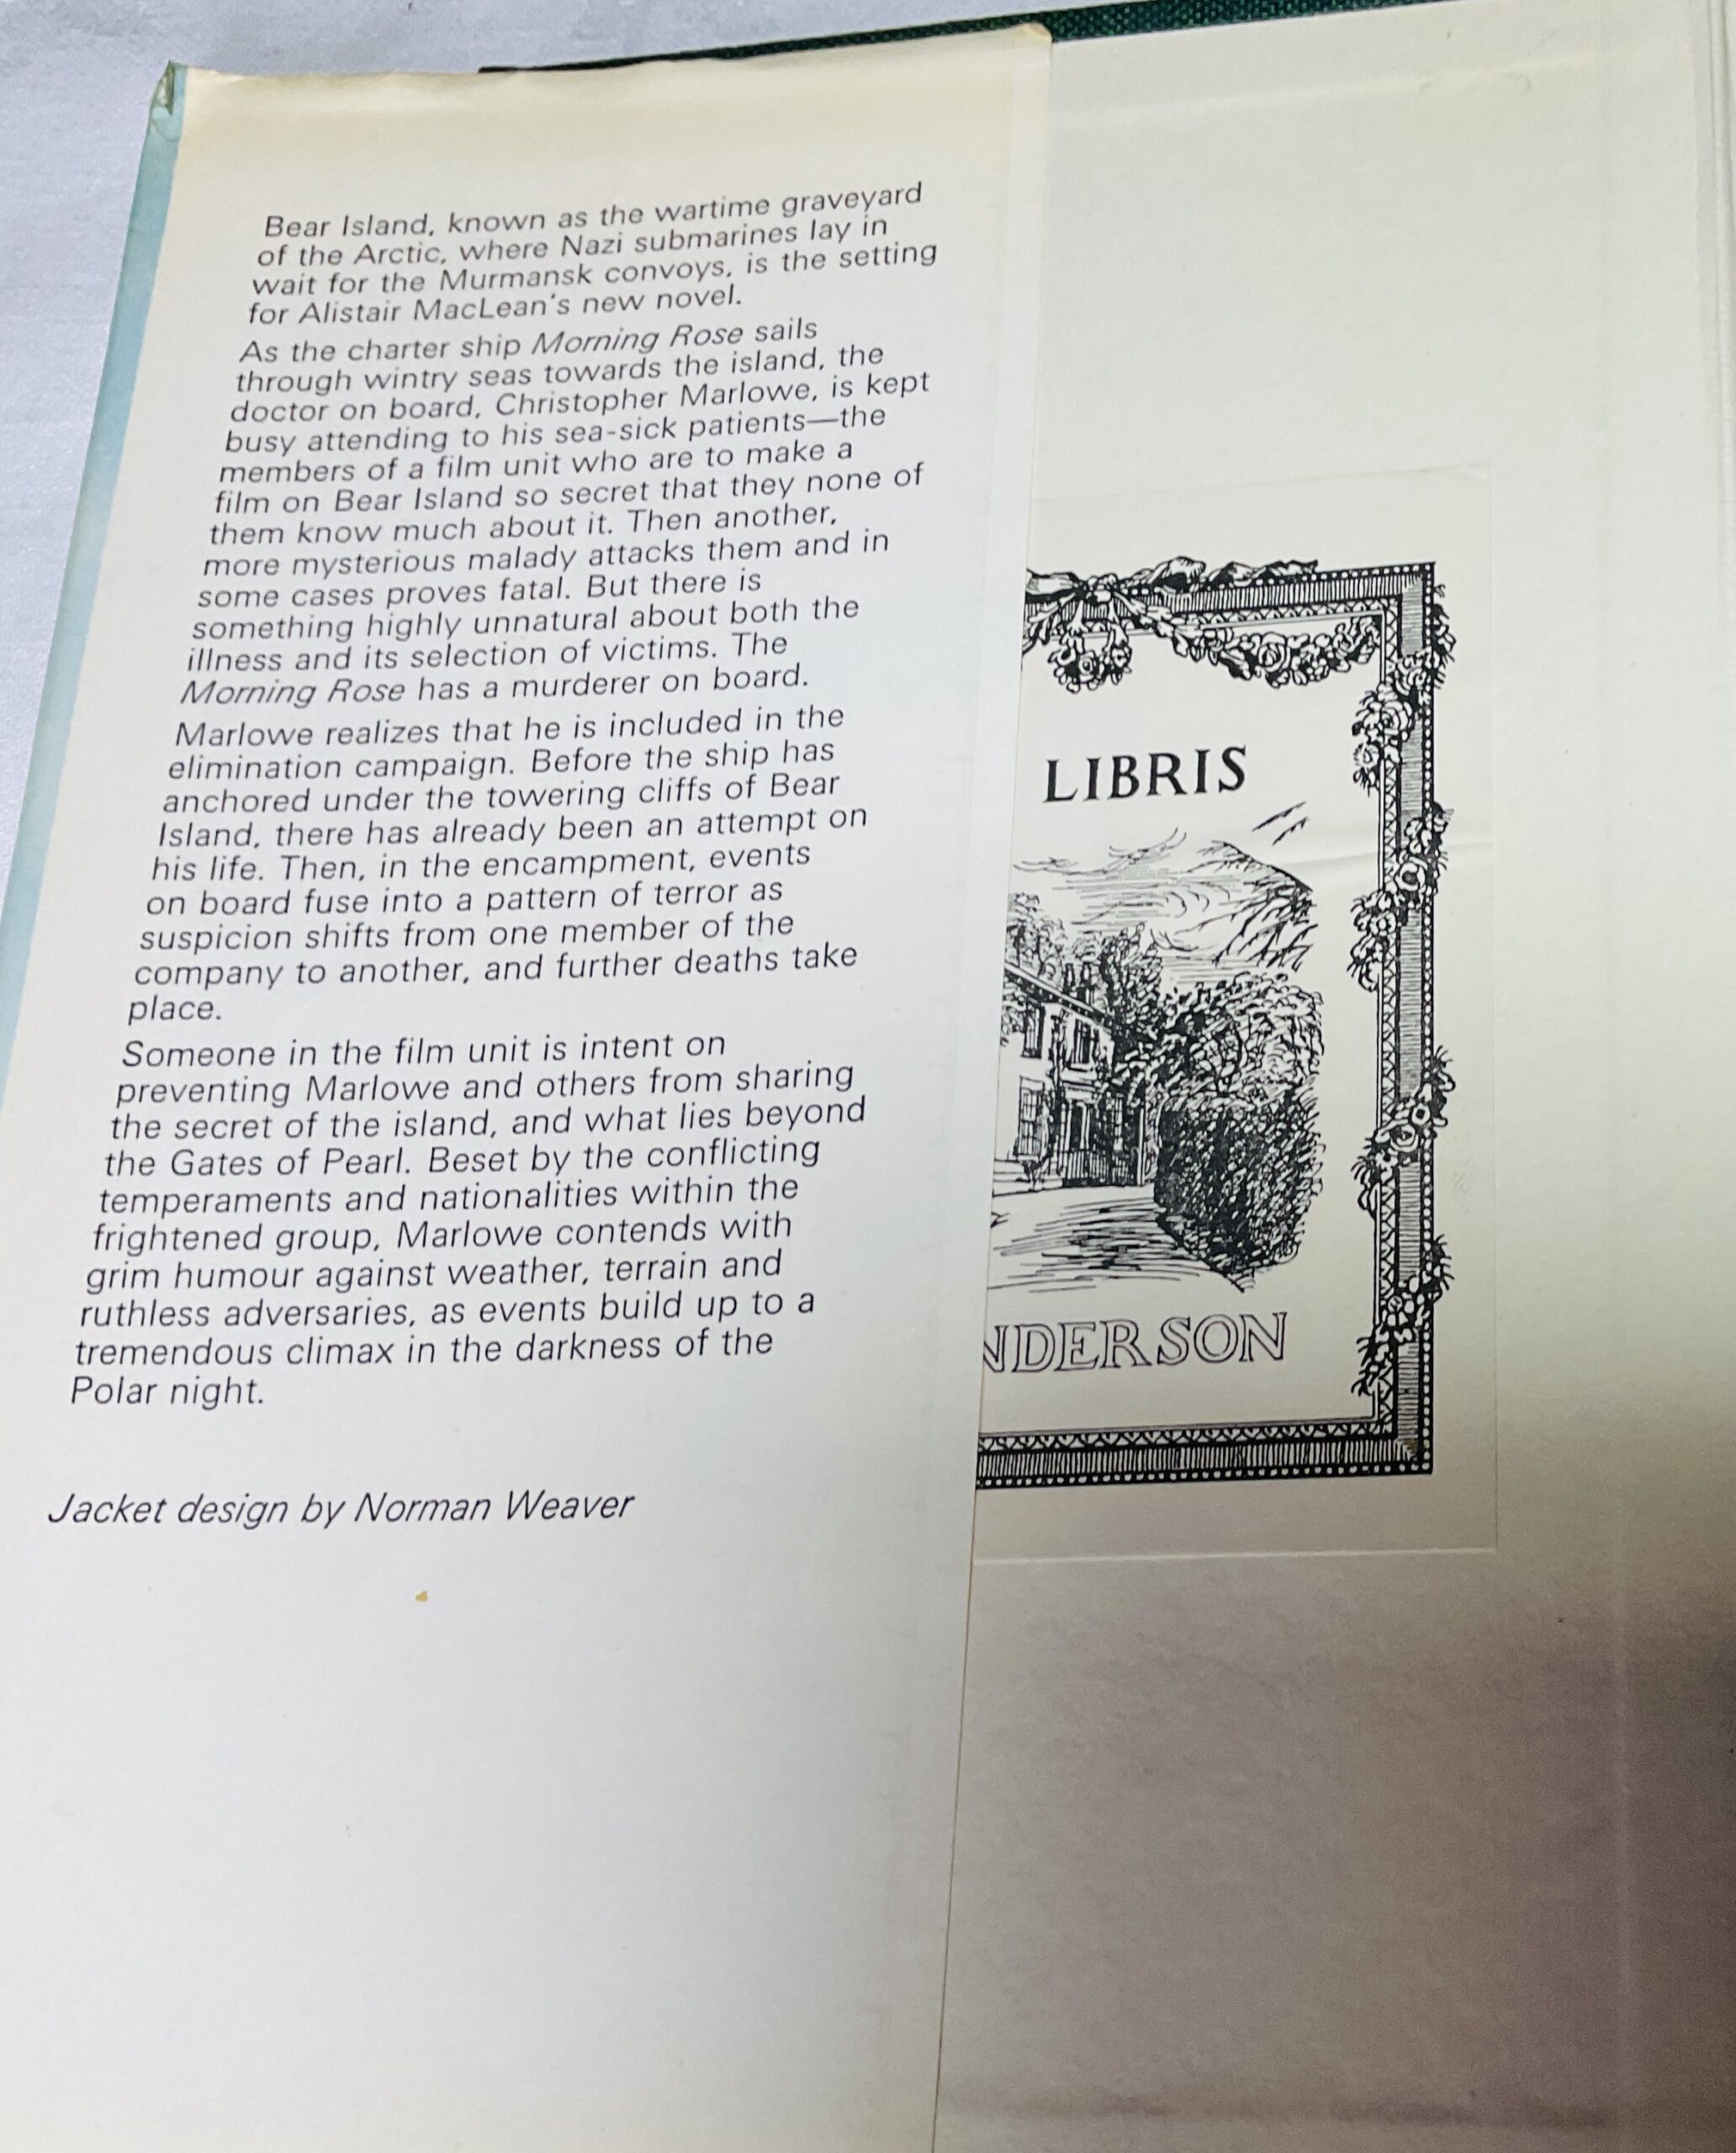 Bear Island, known as the wartime graveyard
of the Arctic, where Nazi submarines lay in
wait for the Murmansk convoys, is the setting
for Alistair MacLean's new novel.
As the charter ship Morning Rose sails
through wintry seas towards the island, the
doctor on board, Christopher Marlowe, is kept
busy attending to his sea-sick patients—the
members of a film unit who are to make a
film on Bear Island so secret that they none of
them know much about it. Then another,
more mysterious malady attacks them and in
some cases proves fatal. But there is
something highly unnatural about both the
illness and its selection of victims. The
Morning Rose has a murderer on board.
Marlowe realizes that he is included in the
elimination campaign. Before the ship has
anchored under the towering cliffs of Bear
Island, there has already been an attempt on
his life. Then, in the encampment, events
on board fuse into a pattern of terror as
suspicion shifts from one member of the
company to another, and further deaths take
place.
Someone in the film unit is intent on
preventing Marlowe and others from sharing
the secret of the island, and what lies beyond
the Gates of Pearl. Beset by the conflicting
temperaments and nationalities within the
frightened group, Marlowe contends with
grim humour against weather, terrain and
ruthless adversaries, as events build up to a
tremendous climax in the darkness of the
Polar night.
Jacket design by Norman Weaver
LIBRIS
NDERSON